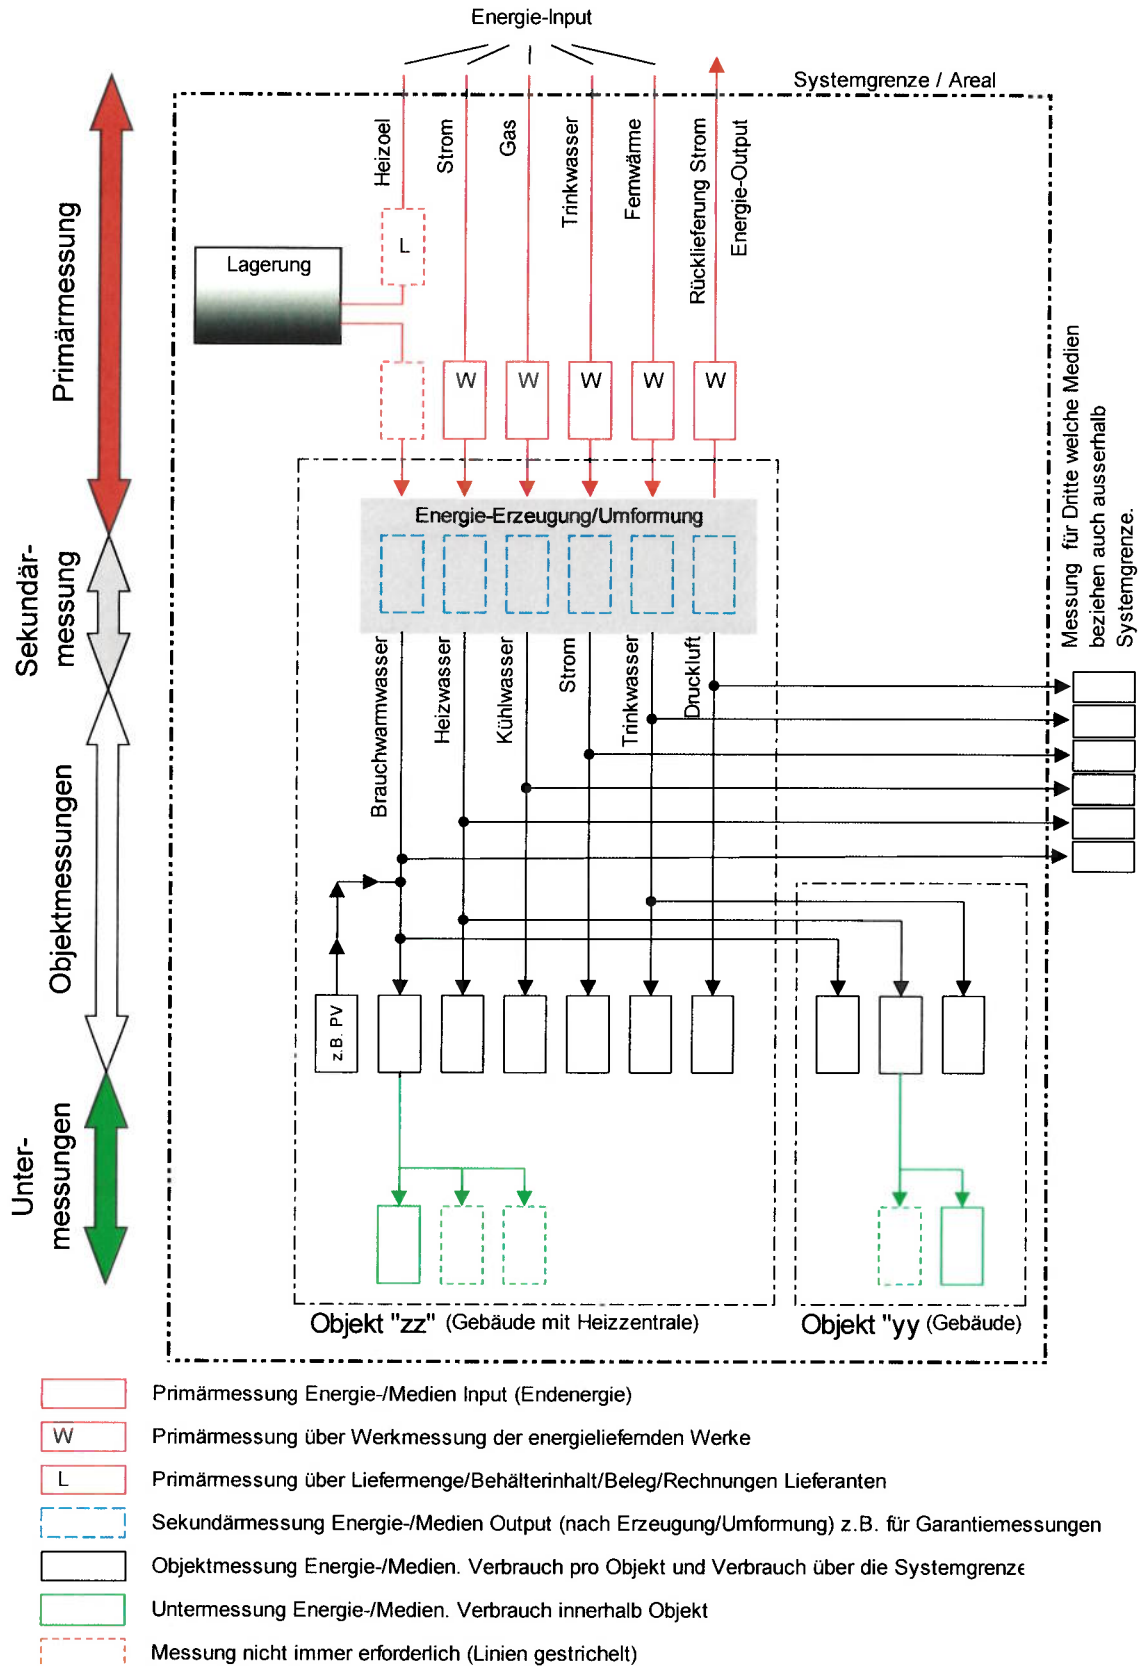 Energie-Input
Systemgrenze / Areal
Heizoel
Strom
Gas
Trinkwasser
Fernwärme
Rücklieferung Strom
Energie-Output
Primärmessung
L
Lagerung
W
W
W
W
W
Messung für Dritte welche Medien
beziehen auch ausserhalb
Systemgrenze.
Energie-Erzeugung/Umformung
Sekundär-
messung
Brauchwarmwasser
Heizwasser
Kühlwasser
Strom
Trinkwasser
Druckluft
Objektmessungen
z.B. PV
Unter-
messungen
Objekt "zz" (Gebäude mit Heizzentrale)
Objekt "yy (Gebäude)
Primärmessung Energie-/Medien Input (Endenergie)
W
Primärmessung über Werkmessung der energieliefernden Werke
L
Primärmessung über Liefermenge/Behälterinhalt/Beleg/Rechnungen Lieferanten
Sekundärmessung Energie-/Medien Output (nach Erzeugung/Umformung) z.B. für Garantiemessungen
Objektmessung Energie-/Medien. Verbrauch pro Objekt und Verbrauch über die Systemgrenze
Untermessung Energie-/Medien. Verbrauch innerhalb Objekt
Messung nicht immer erforderlich (Linien gestrichelt)